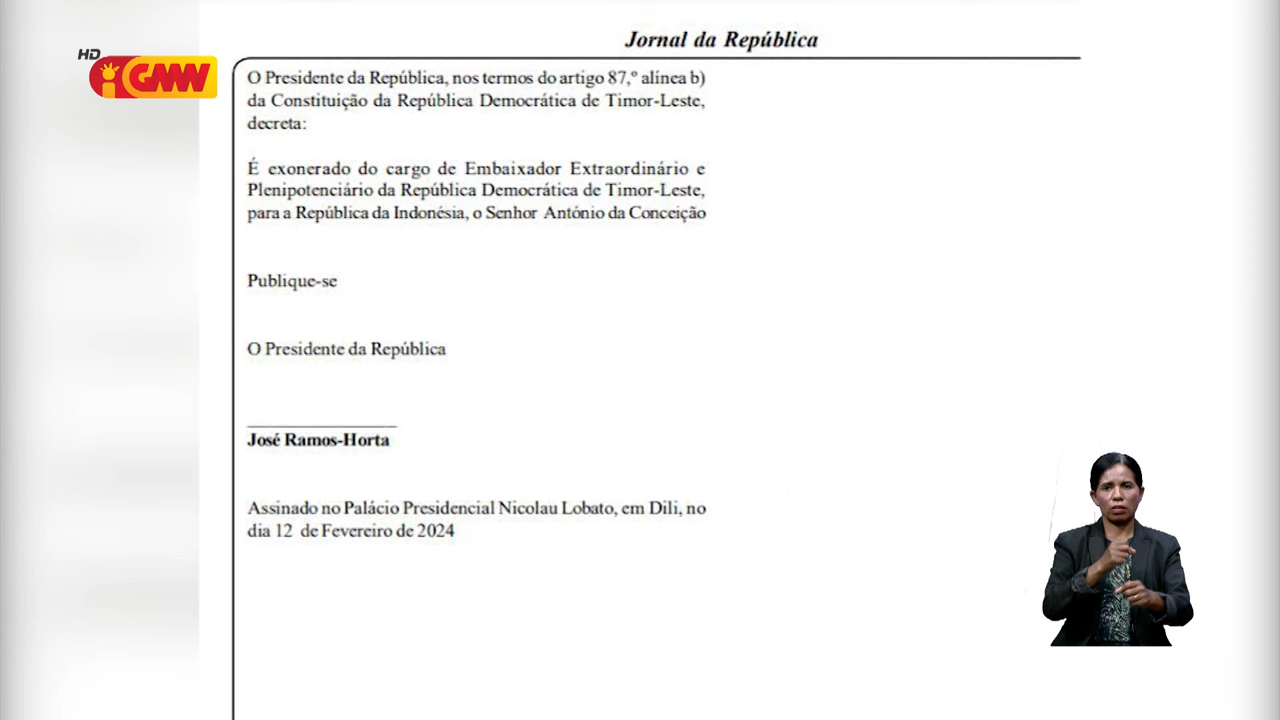 Jornal da República
HD
GMW
O Presidente da República, nos termos do artigo 87,º alínea b)
da Constituição da República Democrática de Timor-Leste,
decreta:
É exonerado do cargo de Embaixador Extraordinário e
Plenipotenciário da República Democrática de Timor-Leste,
para a República da Indonésia, o Senhor António da Conceição
Publique-se
O Presidente da República
José Ramos-Horta
Assinado no Palácio Presidencial Nicolau Lobato, em Dili, no
dia 12 de Fevereiro de 2024